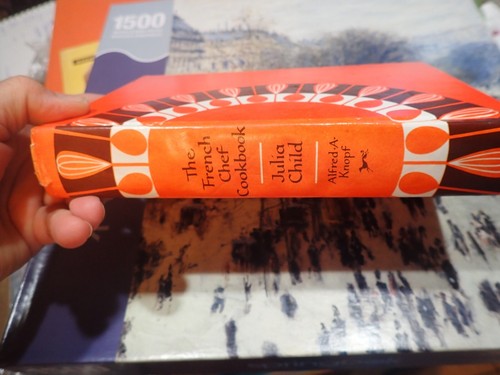 1500
The
French
Chef
Cookbook
Julia
Child
Alfred·A·
Knopf